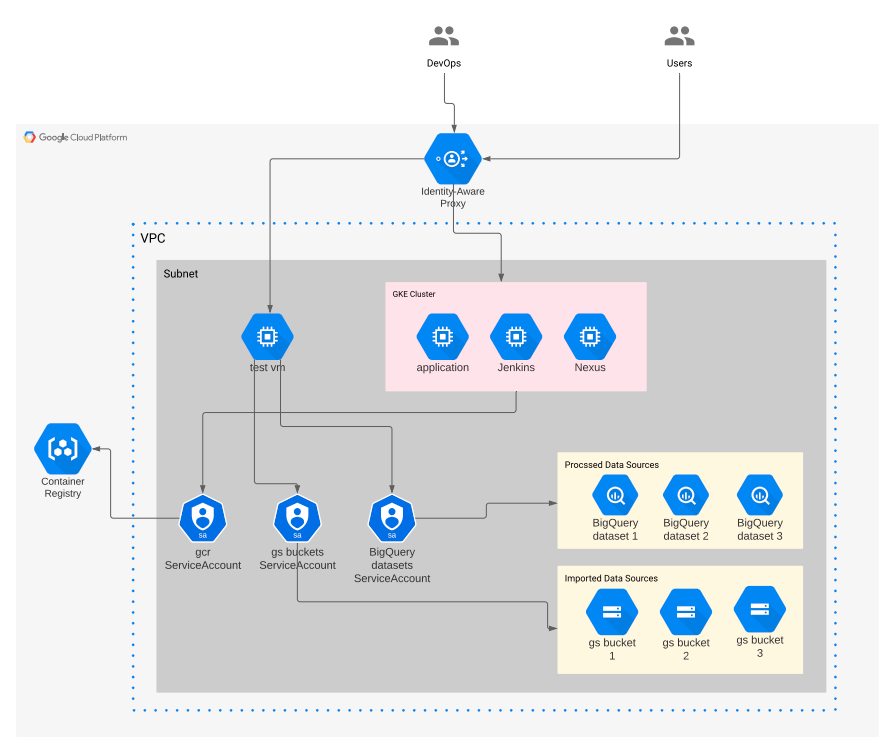 DevOps
Users
Google Cloud Platform
Identity-Aware
Proxy
VPC
Subnet
GKE Cluster
test vm
application
Jenkins
Nexus
Container
Registry
Procssed Data Sources
BigQuery
dataset 1
BigQuery
dataset 2
BigQuery
dataset 3
sa
gcr
ServiceAccount
sa
gs buckets
ServiceAccount
sa
BigQuery
datasets
ServiceAccount
Imported Data Sources
gs bucket
1
gs bucket
2
gs bucket
3